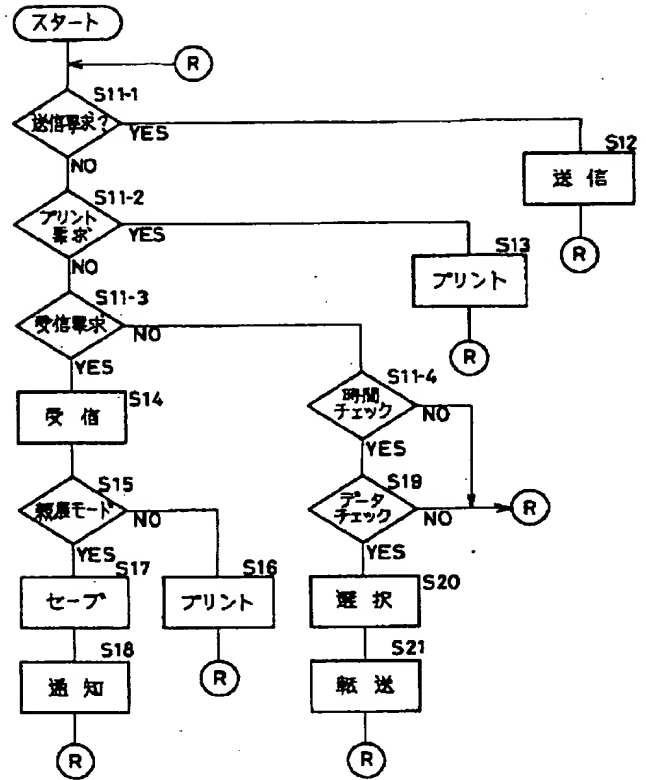 スタート
R
S11-1
送信要求?
YES
NO
S12
送信
R
S11-2
プリント
要求
YES
NO
S13
プリント
R
S11-3
受信要求
NO
YES
S14
受信
S11-4
時間
チェック
NO
YES
S15
親展モード
NO
YES
S19
データ
チェック
NO
R
YES
S17
セーブ
S16
プリント
R
S20
選択
S18
通知
R
S21
転送
R